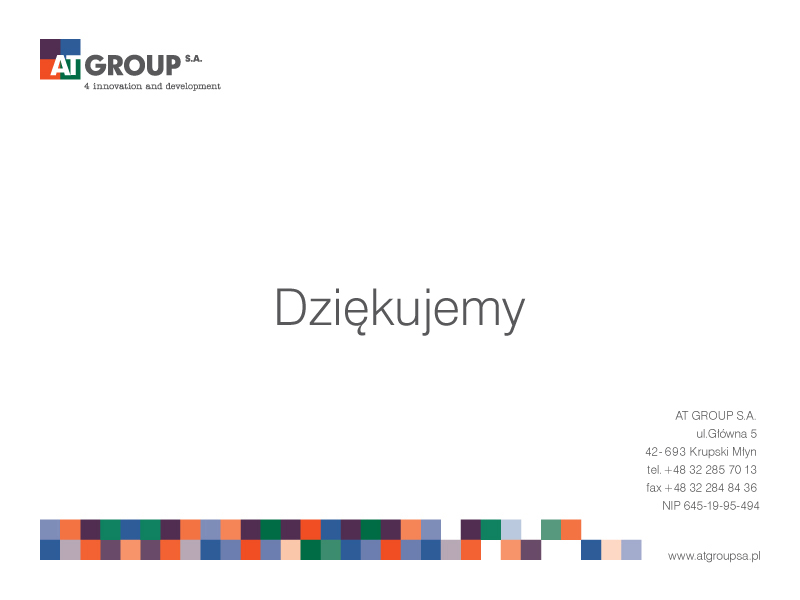 AT GROUP S.A.
4 innovation and development
Dziękujemy
AT GROUP S.A.
ul.Główna 5
42-693 Krupski Młyn
tel. +48 32 285 70 13
fax +48 32 284 84 36
NIP 645-19-95-494
www.atgroupsa.pl